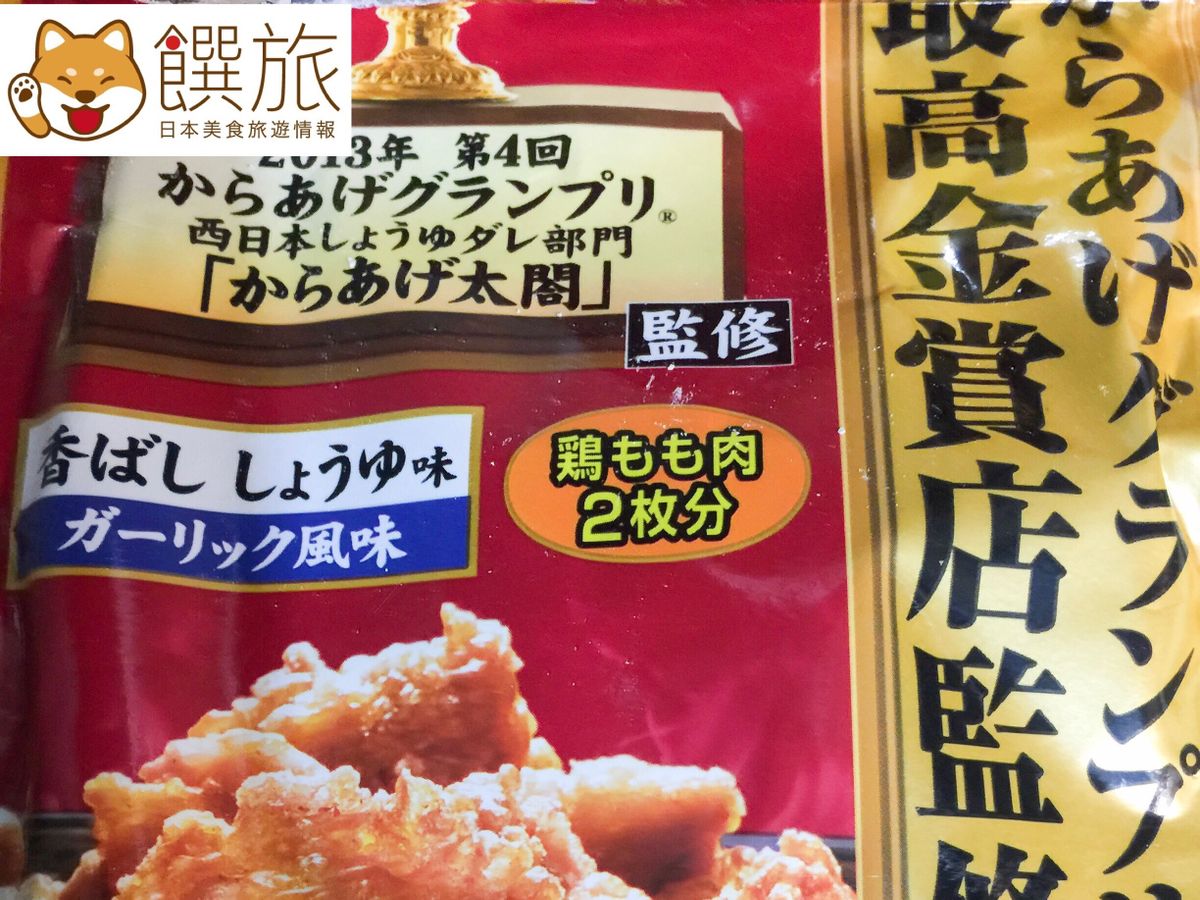 饌旅
日本美食旅遊情報
2013年 第4回
からあげグランプリ®
西日本しょうゆダレ部門
「からあげ太閤」
監修
香ばし しょうゆ味
ガーリック風味
鶏もも肉
2枚分
からあげグランプリ
最高金賞店監修